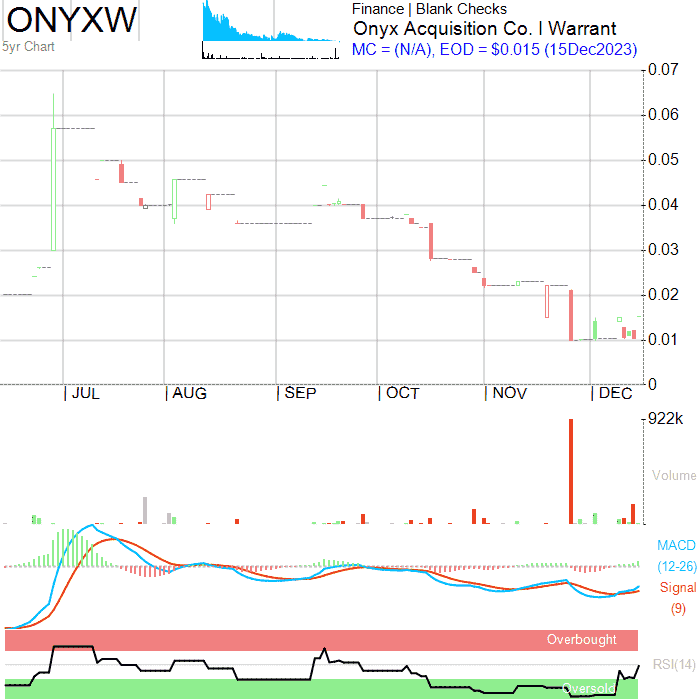 ONYXW
5yr Chart
Finance | Blank Checks
Onyx Acquisition Co. I Warrant
MC = (N/A), EOD = $0.015 (15Dec2023)
0.07
0.06
0.05
0.04
0.03
0.02
0.01
0
| JUL | AUG | SEP | OCT | NOV | DEC
922k
Volume
MACD
(12-26)
Signal
(9)
Overbought
RSI(14)
Oversold